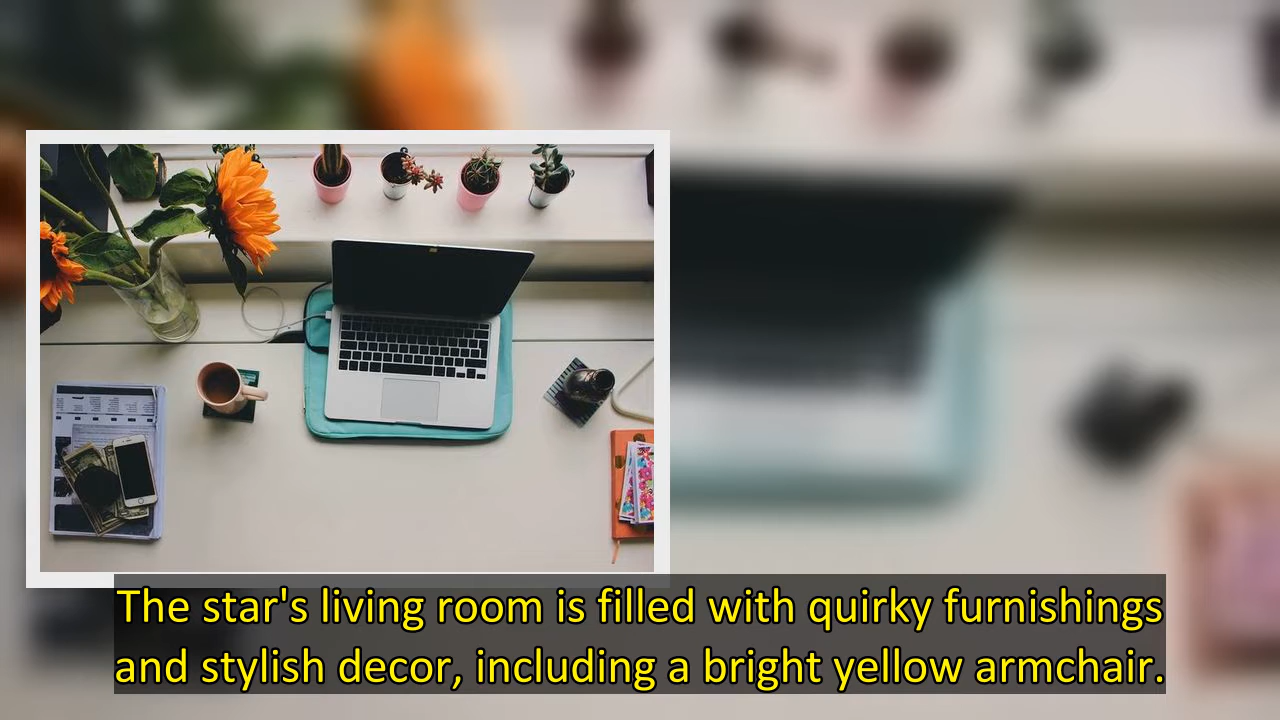 The star's living room is filled with quirky furnishings
and stylish decor, including a bright yellow armchair.